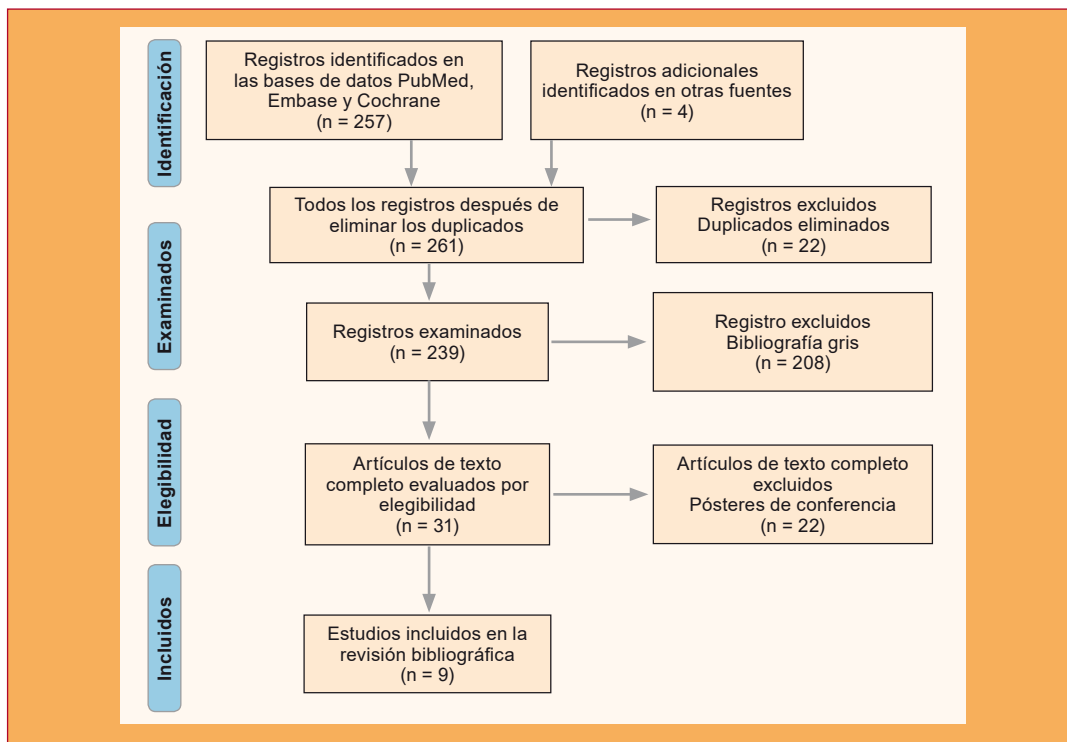 Identificación
Registros identificados en
las bases de datos PubMed,
Embase y Cochrane
(n = 257)
Registros adicionales
identificados en otras fuentes
(n = 4)
Todos los registros después de
eliminar los duplicados
(n = 261)
Registros excluidos
Duplicados eliminados
(n = 22)
Examinados
Registros examinados
(n = 239)
Registro excluidos
Bibliografía gris
(n = 208)
Elegibilidad
Artículos de texto
completo evaluados por
elegibilidad
(n = 31)
Artículos de texto completo
excluidos
Pósteres de conferencia
(n = 22)
Incluidos
Estudios incluidos en la
revisión bibliográfica
(n = 9)